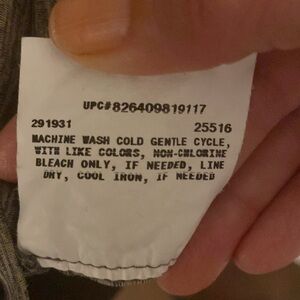 UPC#826409819117
291931 25516
MACHINE WASH COLD GENTLE CYCLE,
WITH LIKE COLORS, NON-CHLORINE
BLEACH ONLY, IF NEEDED, LINE
DRY, COOL IRON, IF NEEDED